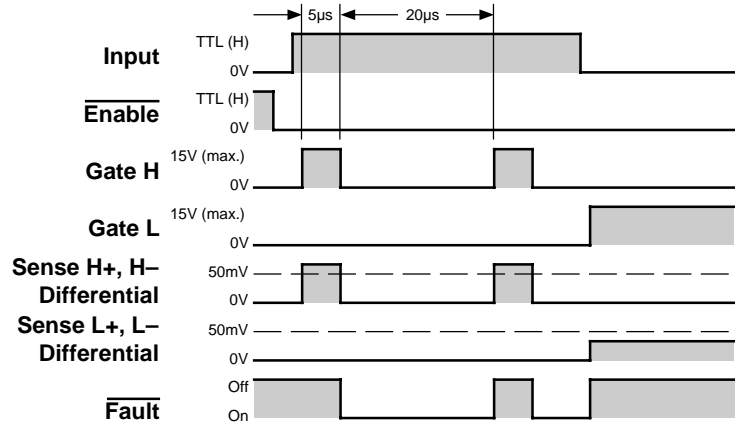 5µs
20µs
Input
TTL (H)
0V
Enable
TTL (H)
0V
Gate H
15V (max.)
0V
Gate L
15V (max.)
0V
Sense H+, H–
Differential
50mV
0V
Sense L+, L–
Differential
50mV
0V
Fault
Off
On